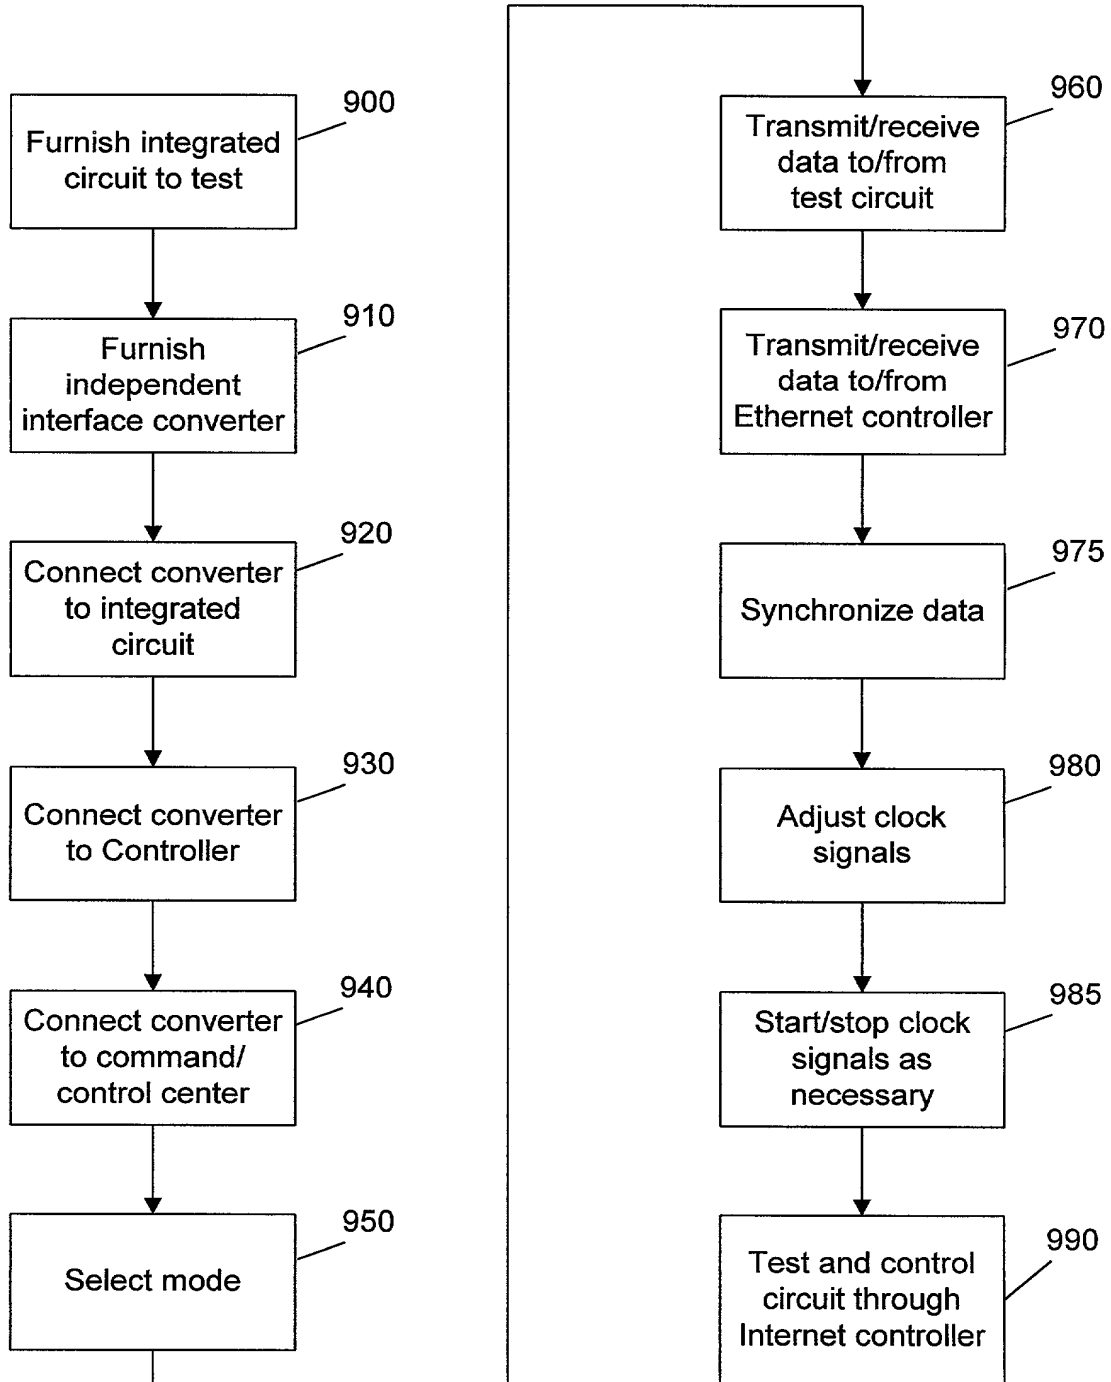 900
Furnish integrated
circuit to test
910
Furnish
independent
interface converter
920
Connect converter
to integrated
circuit
930
Connect converter
to Controller
940
Connect converter
to command/
control center
950
Select mode
960
Transmit/receive
data to/from
test circuit
970
Transmit/receive
data to/from
Ethernet controller
975
Synchronize data
980
Adjust clock
signals
985
Start/stop clock
signals as
necessary
990
Test and control
circuit through
Internet controller